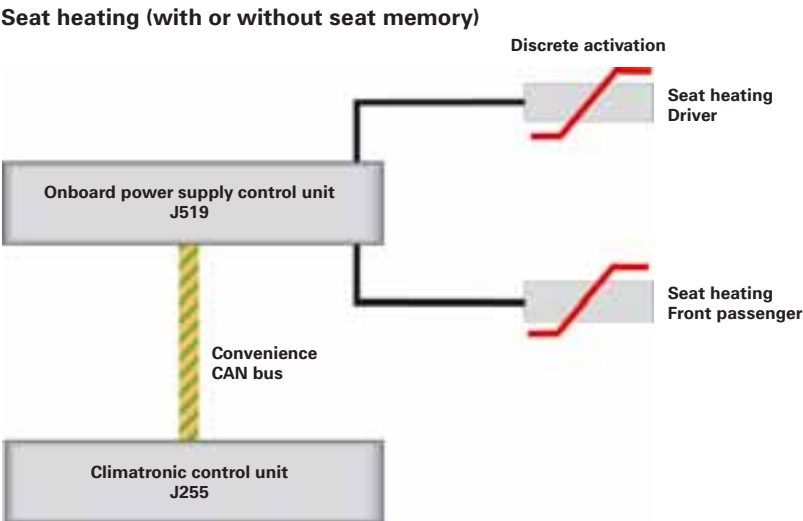 Seat heating (with or without seat memory)
Discrete activation
Seat heating
Driver
Onboard power supply control unit
J519
Seat heating
Front passenger
Convenience
CAN bus
Climatronic control unit
J255